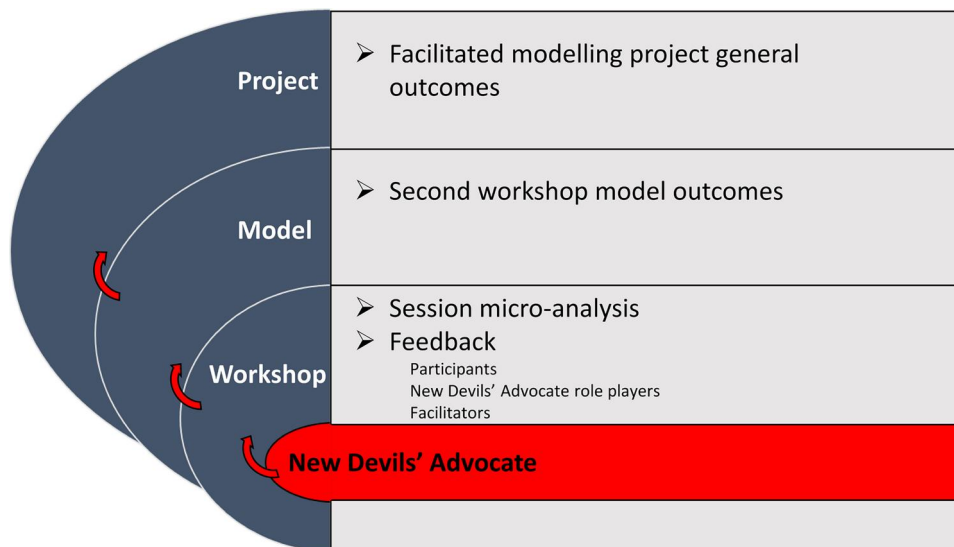 Project
➢ Facilitated modelling project general
outcomes
Model
➢ Second workshop model outcomes
Workshop
➢ Session micro-analysis
➢ Feedback
Participants
New Devils’ Advocate role players
Facilitators
New Devils’ Advocate